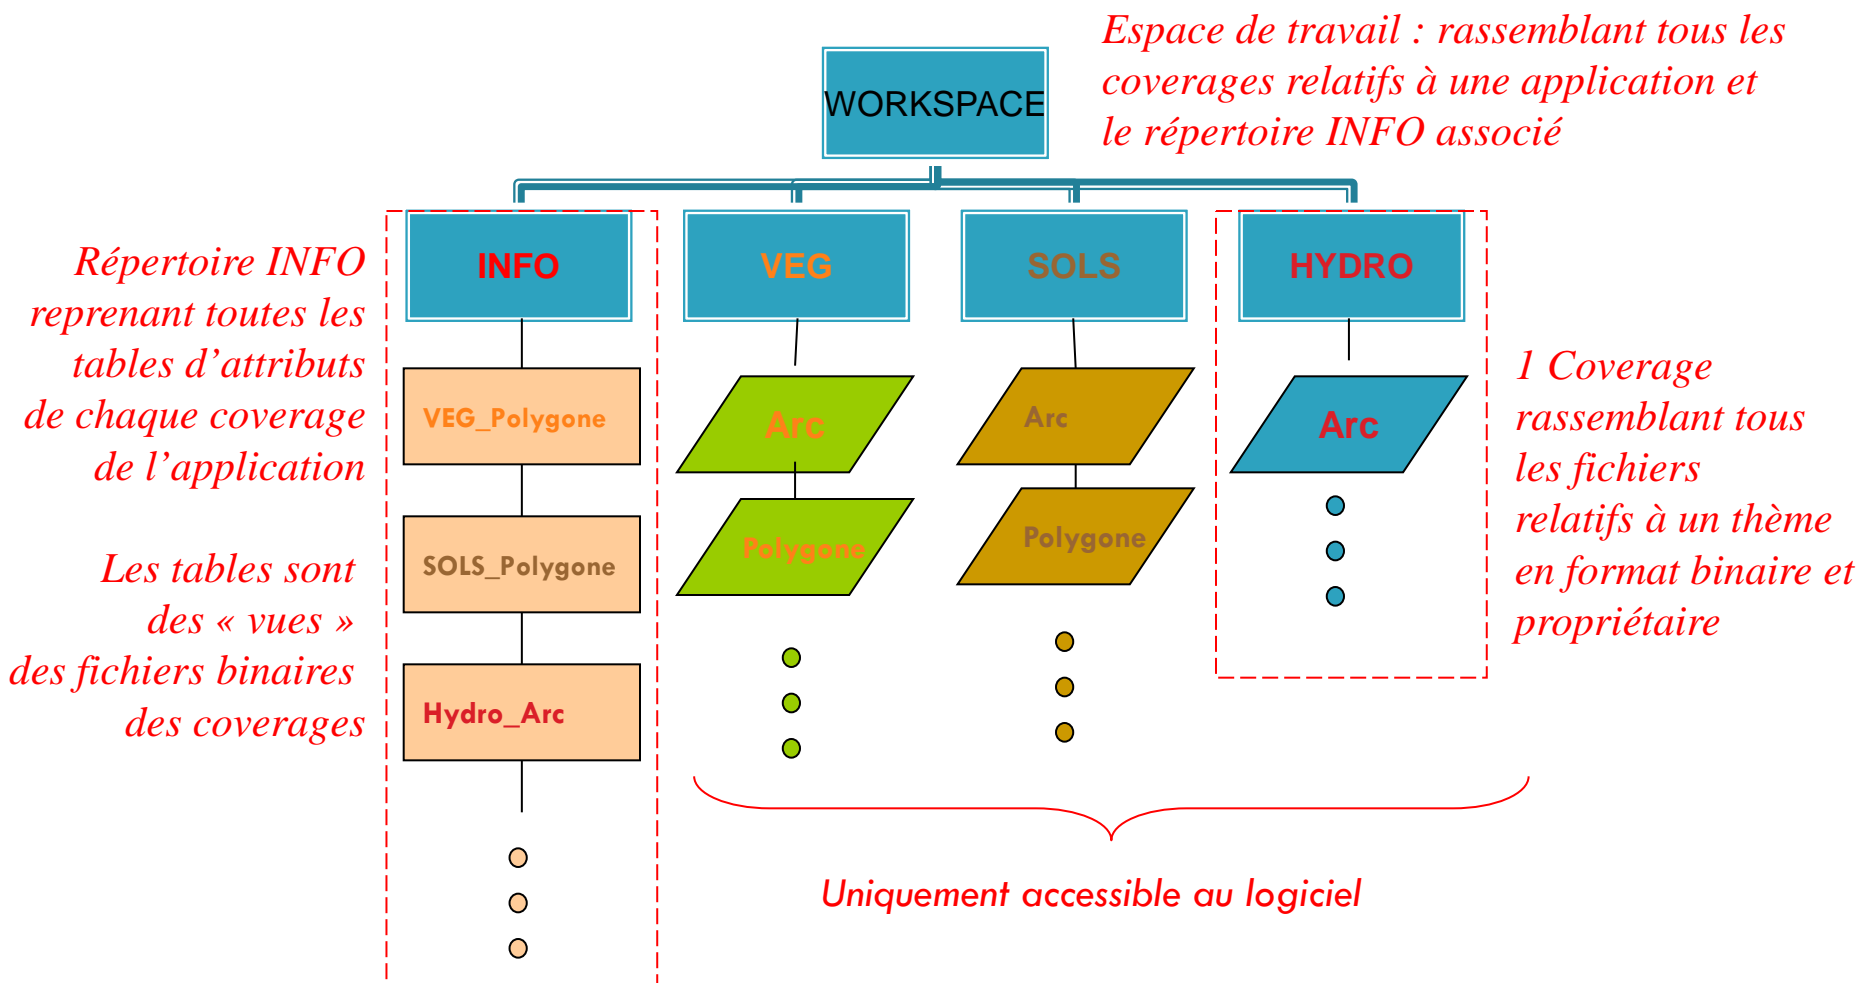 Espace de travail : rassemblant tous les
coverages relatifs à une application et
le répertoire INFO associé
WORKSPACE
INFO
VEG
SOLS
HYDRO
Répertoire INFO
reprenant toutes les
tables d’attributs
de chaque coverage
de l’application
Les tables sont
des « vues »
des fichiers binaires
des coverages
VEG_Polygone
SOLS_Polygone
Hydro_Arc
Arc
Polygone
Arc
Polygone
Arc
1 Coverage
rassemblant tous
les fichiers
relatifs à un thème
en format binaire et
propriétaire
Uniquement accessible au logiciel